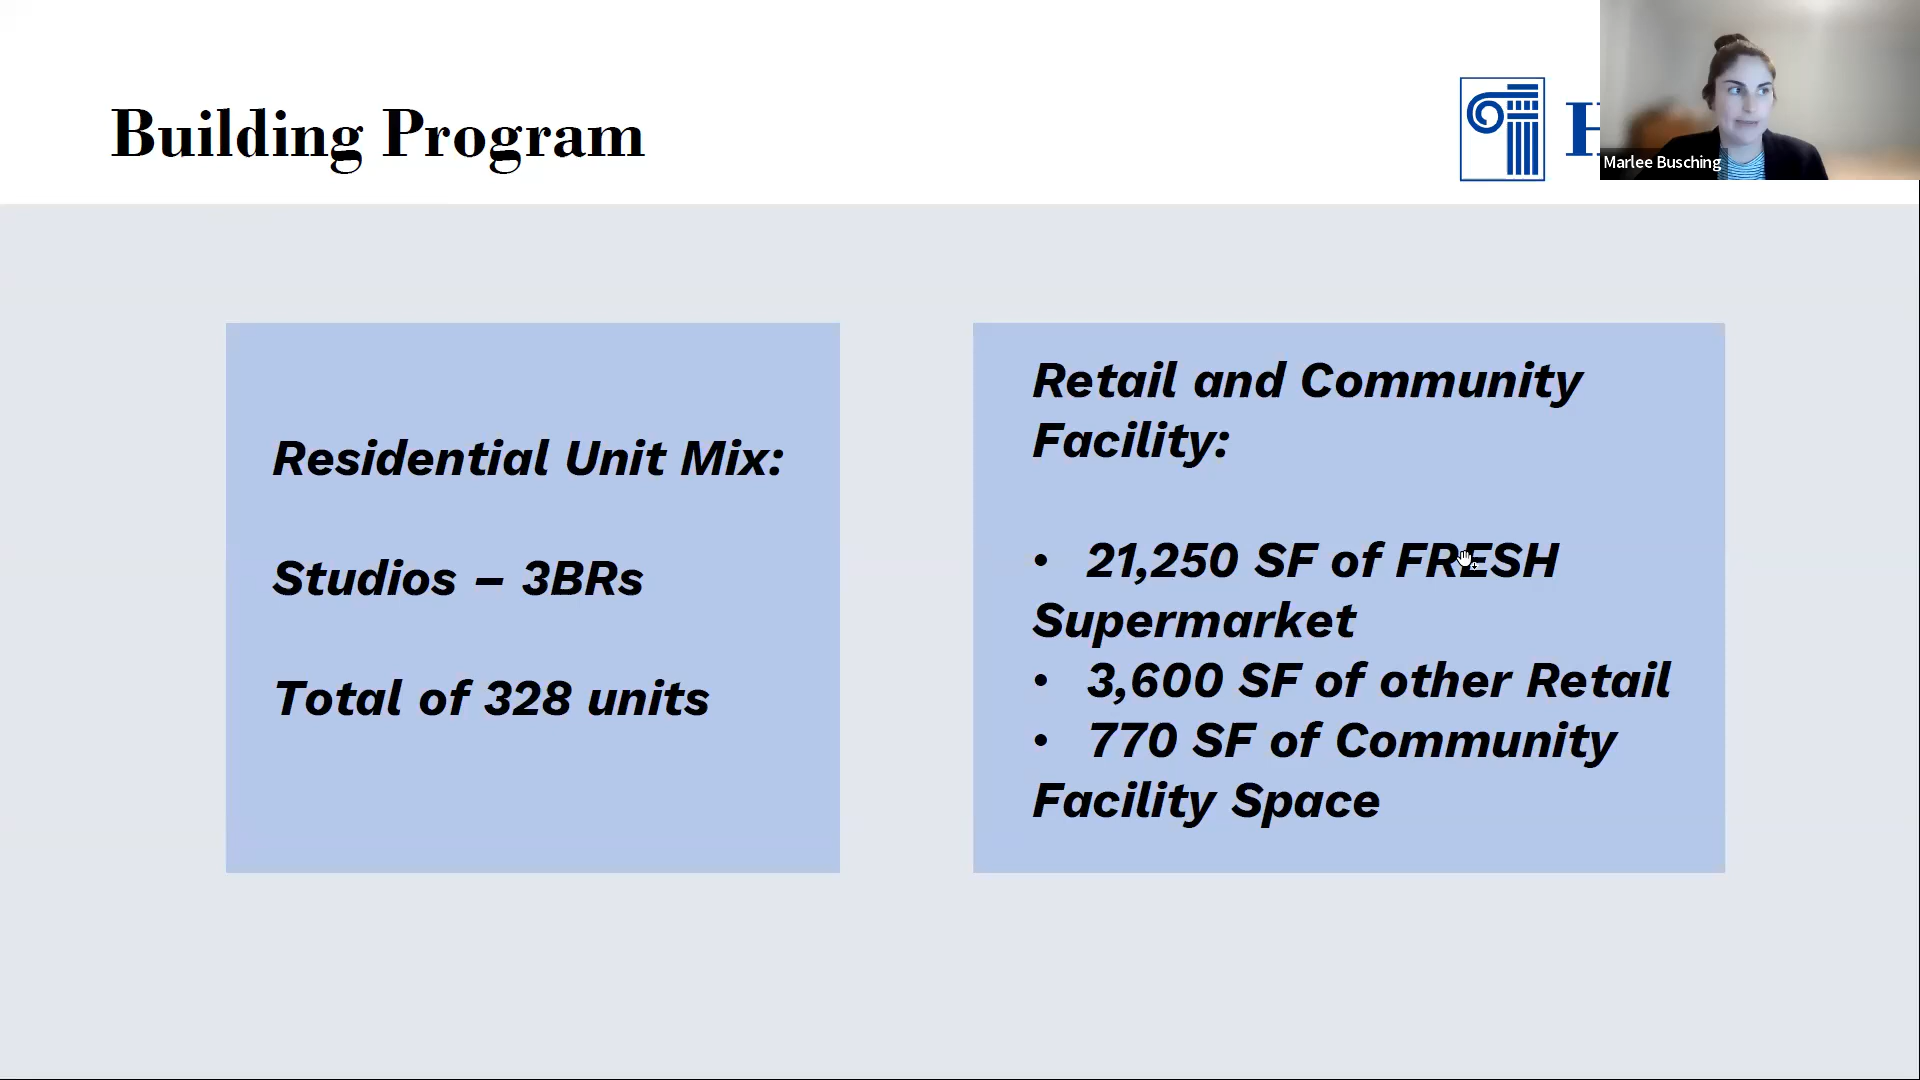 Building Program
H
Marlee Busching
Residential Unit Mix:
Studios – 3BRs
Total of 328 units
Retail and Community
Facility:
• 21,250 SF of FRESH
Supermarket
• 3,600 SF of other Retail
• 770 SF of Community
Facility Space